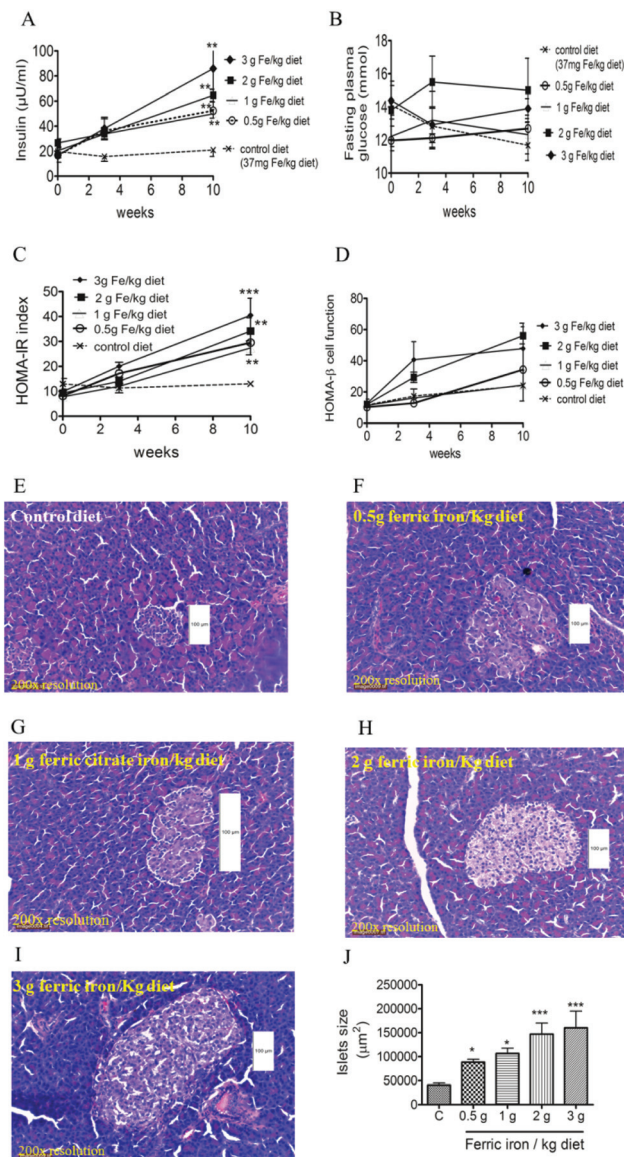 A
100
80
60
40
20
0
Insulin (µU/ml)
**
**
**
**
3 g Fe/kg diet
2 g Fe/kg diet
1 g Fe/kg diet
0.5g Fe/kg diet
control diet
(37mg Fe/kg diet)
0 2 4 6 8 10
weeks
B
18
16
14
12
10
Fasting plasma
glucose (mmol)
control diet
(37mg Fe/kg diet)
0.5g Fe/kg diet
1 g Fe/kg diet
2 g Fe/kg diet
3 g Fe/kg diet
0 2 4 6 8 10
weeks
C
50
40
30
20
10
0
HOMA-IR index
3g Fe/kg diet
2 g Fe/kg diet
1 g Fe/kg diet
0.5g Fe/kg diet
control diet
***
**
**
0 2 4 6 8 10
weeks
D
80
60
40
20
0
HOMA-β cell function
3 g Fe/kg diet
2 g Fe/kg diet
1 g Fe/kg diet
0.5g Fe/kg diet
control diet
0 2 4 6 8 10
weeks
E
Control diet
100 µm
200x resolution
F
0.5g ferric iron/Kg diet
100 µm
200x resolution
G
1 g ferric citrate iron/kg diet
100 µm
200x resolution
H
2 g ferric iron/Kg diet
100 µm
200x resolution
I
3 g ferric iron/Kg diet
100 µm
200x resolution
J
250000
200000
150000
100000
50000
0
Islets size
(µm²)
* * *** ***
C 0.5 g 1 g 2 g 3 g
Ferric iron / kg diet